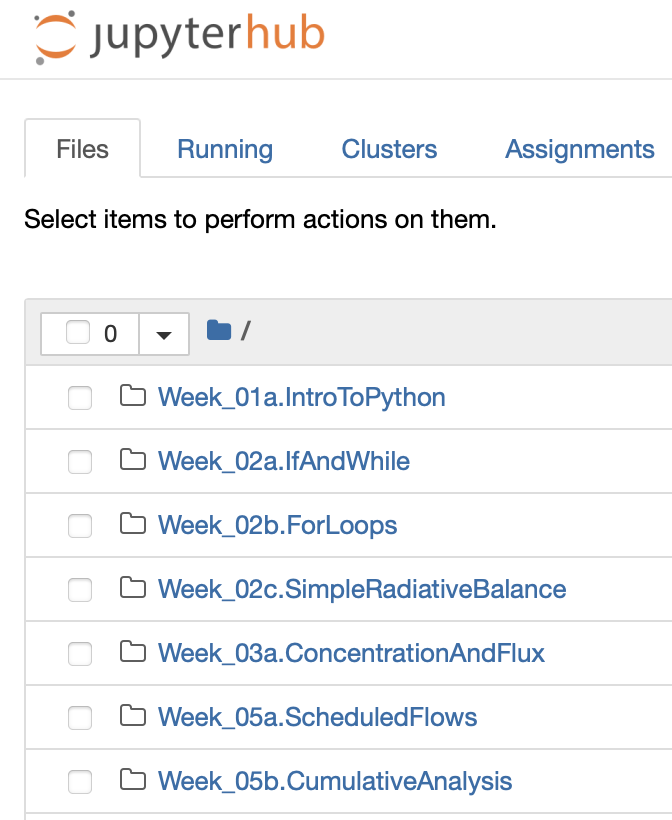 jupyterhub
Files Running Clusters Assignments
Select items to perform actions on them.
0 /
Week_01a.IntroToPython
Week_02a.IfAndWhile
Week_02b.ForLoops
Week_02c.SimpleRadiativeBalance
Week_03a.ConcentrationAndFlux
Week_05a.ScheduledFlows
Week_05b.CumulativeAnalysis